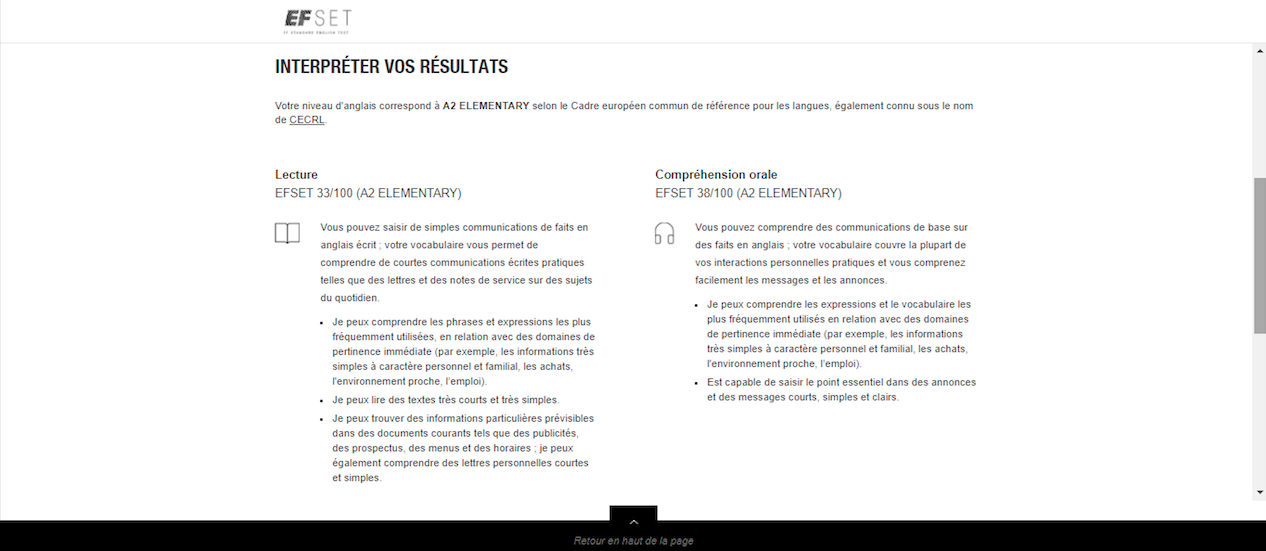 EFSET
EF STANDARD ENGLISH TEST
INTERPRÉTER VOS RÉSULTATS
Votre niveau d'anglais correspond à A2 ELEMENTARY selon le Cadre européen commun de référence pour les langues, également connu sous le nom
de CECRL.
Lecture
EFSET 33/100 (A2 ELEMENTARY)
Vous pouvez saisir de simples communications de faits en
anglais écrit ; votre vocabulaire vous permet de
comprendre de courtes communications écrites pratiques
telles que des lettres et des notes de service sur des sujets
du quotidien.
• Je peux comprendre les phrases et expressions les plus
fréquemment utilisées, en relation avec des domaines de
pertinence immédiate (par exemple, les informations très
simples à caractère personnel et familial, les achats,
l'environnement proche, l'emploi).
• Je peux lire des textes très courts et très simples.
• Je peux trouver des informations particulières prévisibles
dans des documents courants tels que des publicités,
des prospectus, des menus et des horaires ; je peux
également comprendre des lettres personnelles courtes
et simples.
Compréhension orale
EFSET 38/100 (A2 ELEMENTARY)
Vous pouvez comprendre des communications de base sur
des faits en anglais ; votre vocabulaire couvre la plupart de
vos interactions personnelles pratiques et vous comprenez
facilement les messages et les annonces.
• Je peux comprendre les expressions et le vocabulaire les
plus fréquemment utilisés en relation avec des domaines
de pertinence immédiate (par exemple, les informations
très simples à caractère personnel et familial, les achats,
l'environnement proche, l'emploi).
• Est capable de saisir le point essentiel dans des annonces
et des messages courts, simples et clairs.
Retour en haut de la page